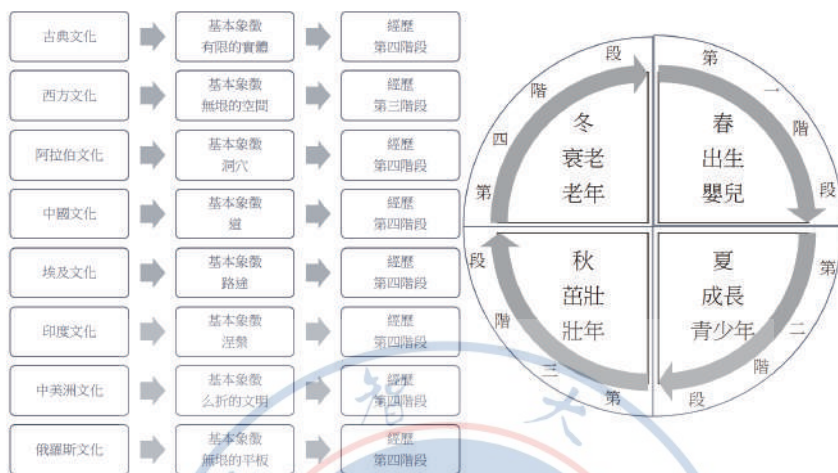 古典文化
基本象徵
有限的實體
經歷
第四階段
西方文化
基本象徵
無垠的空間
經歷
第三階段
阿拉伯文化
基本象徵
洞穴
經歷
第四階段
中國文化
基本象徵
道
經歷
第四階段
埃及文化
基本象徵
路途
經歷
第四階段
印度文化
基本象徵
涅槃
經歷
第四階段
中美洲文化
基本象徵
么折的文明
經歷
第四階段
俄羅斯文化
基本象徵
無垠的平板
經歷
第四階段
第一階段
春
出生
嬰兒
第二階段
夏
成長
青少年
第三階段
秋
茁壯
壯年
第四階段
冬
衰老
老年
智大